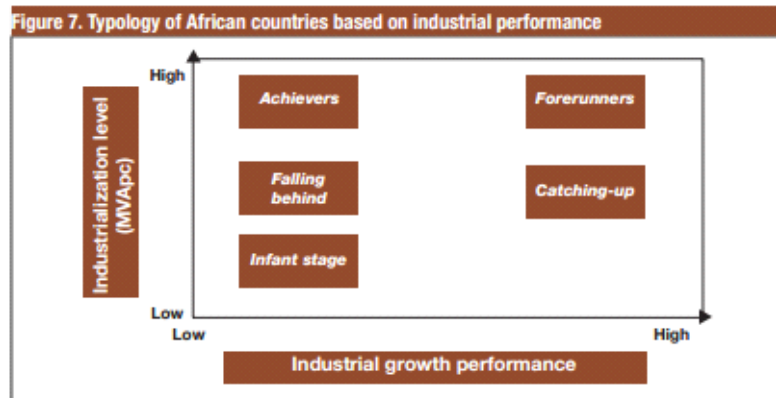 Figure 7. Typology of African countries based on industrial performance
High
Achievers
Forerunners
Industrialization level
(MVApc)
Falling
behind
Catching-up
Infant stage
Low
Low
High
Industrial growth performance